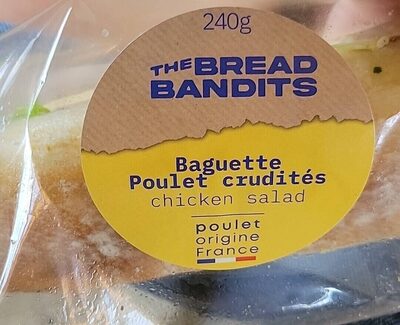 240g
THE BREAD
BANDITS
Baguette
Poulet crudités
chicken salad
poulet
origine
France